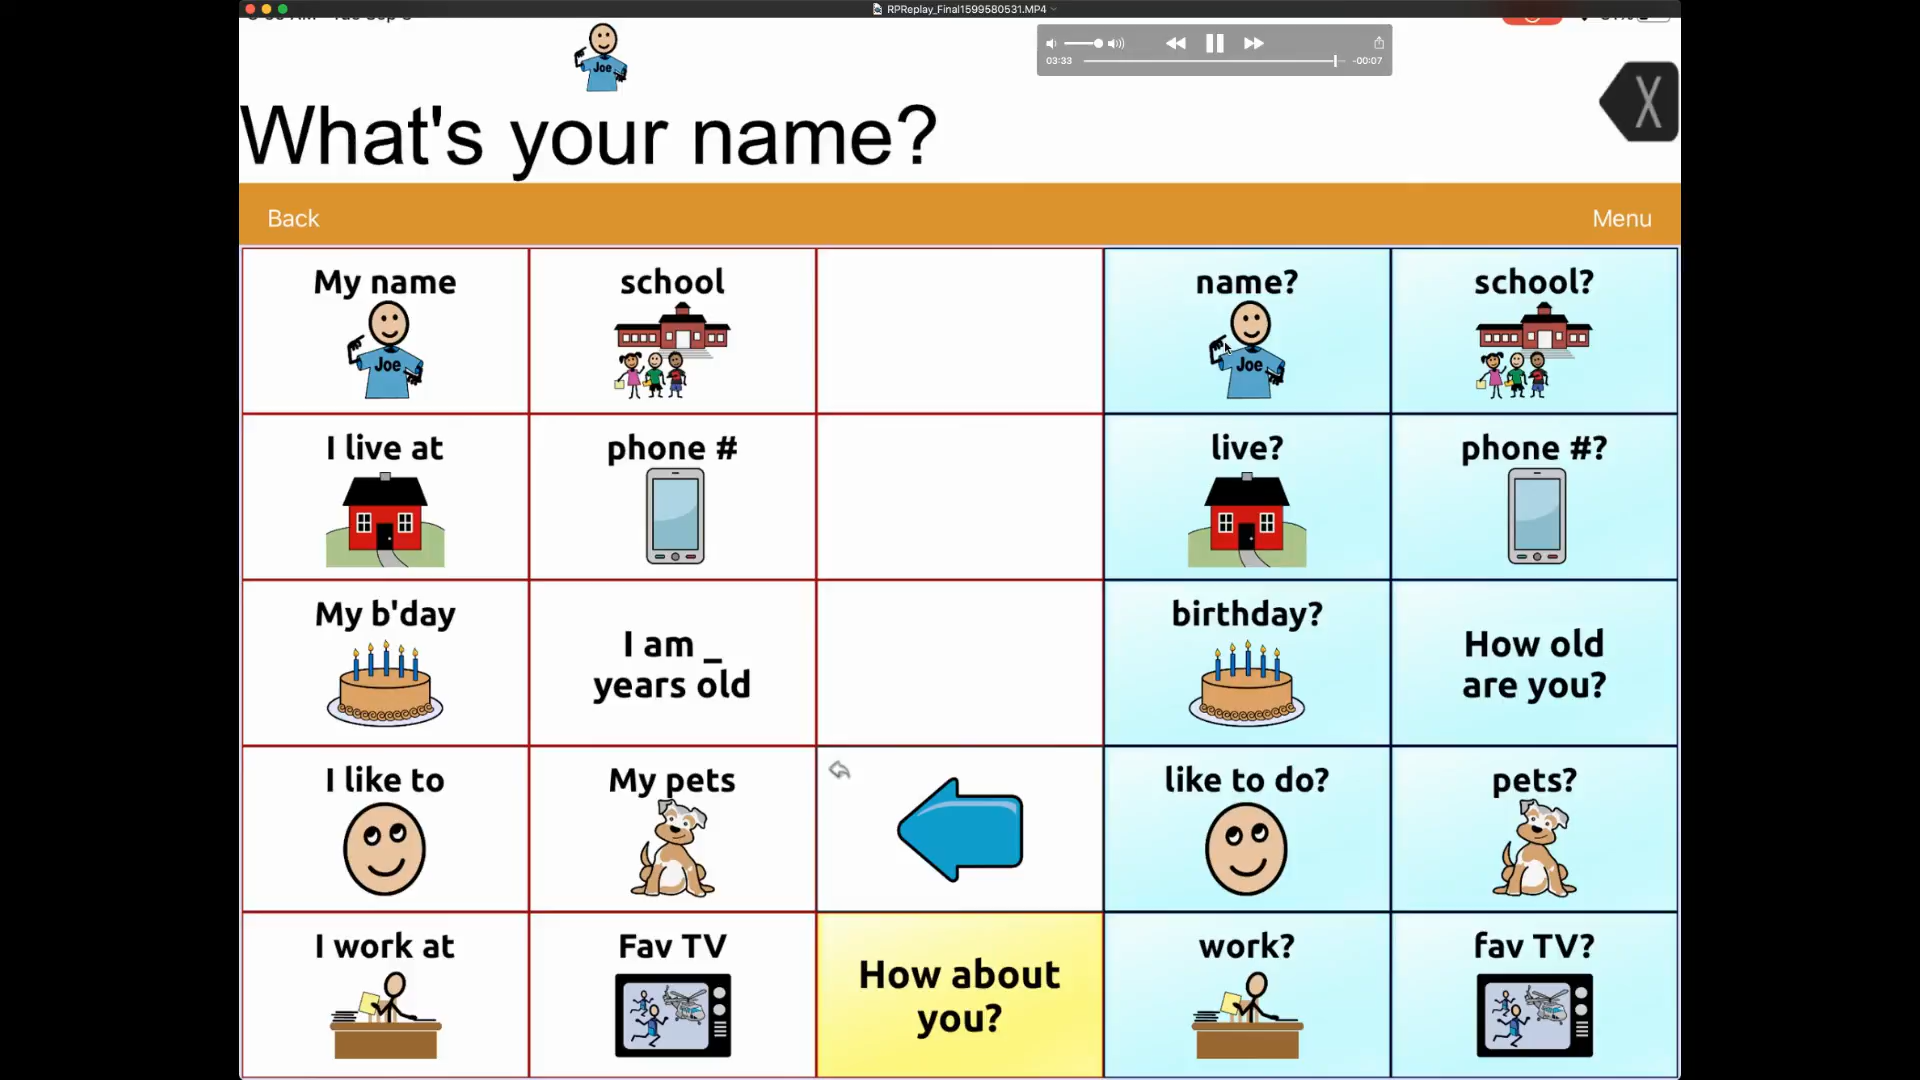 RPReplay_Final1599580531.MP4
03:33
-00:07
Joe
What's your name?
Back
Menu
My name
school
name?
school?
Joe
Joe
I live at
phone #
live?
phone #?
My b'day
I am _
years old
birthday?
How old
are you?
I like to
My pets
like to do?
pets?
I work at
Fav TV
How about
you?
work?
fav TV?